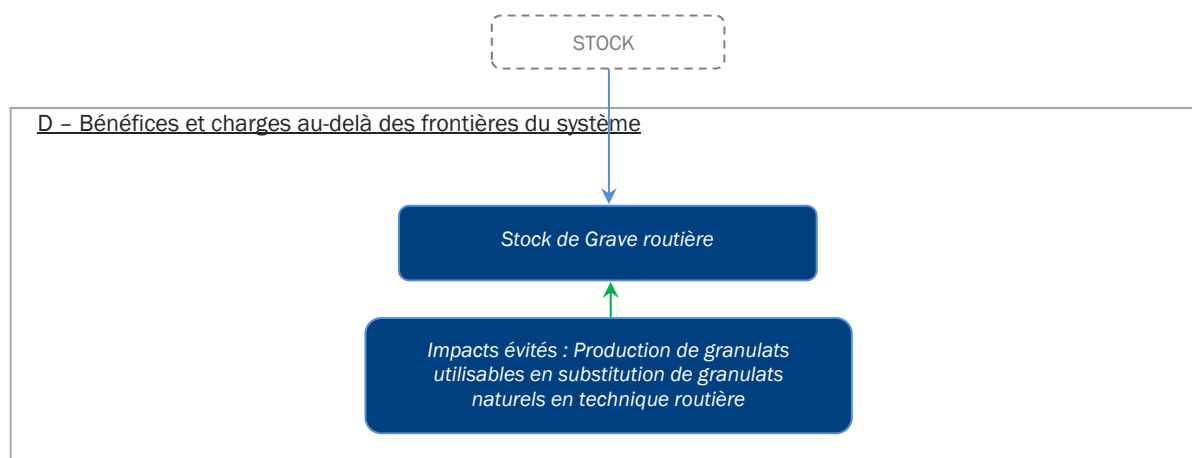 STOCK
D – Bénéfices et charges au-delà des frontières du système
Stock de Grave routière
Impacts évités : Production de granulats
utilisables en substitution de granulats
naturels en technique routière